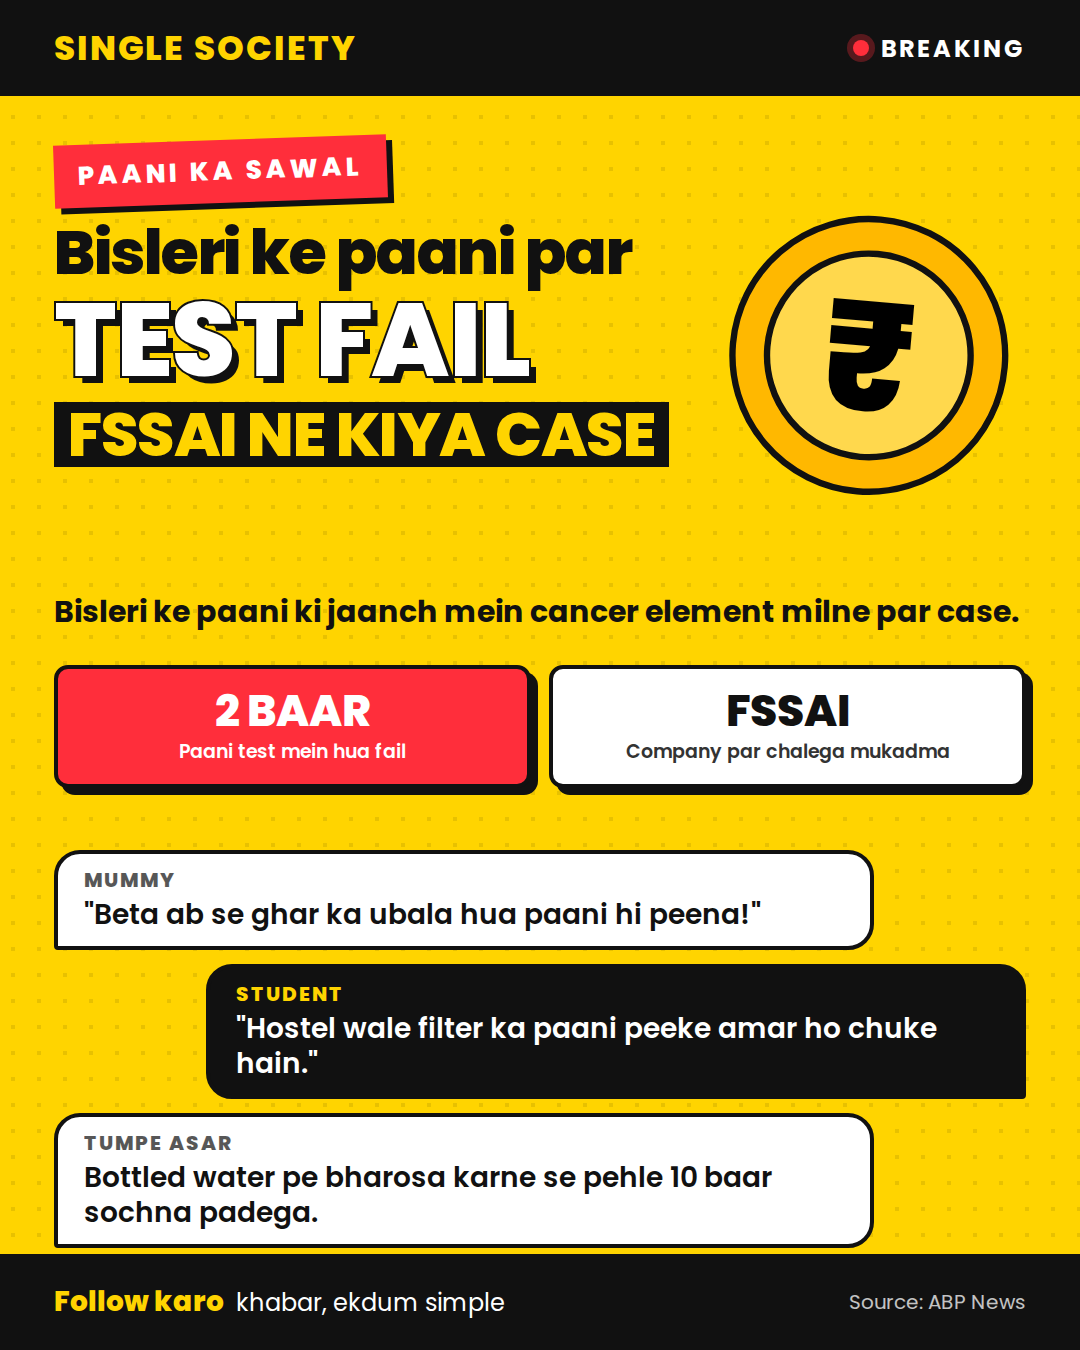 SINGLE SOCIETY
BREAKING
PAANI KA SAWAL
Bisleri ke paani par
TEST FAIL
FSSAI NE KIYA CASE
₹
Bisleri ke paani ki jaanch mein cancer element milne par case.
2 BAAR
Paani test mein hua fail
FSSAI
Company par chalega mukadma
MUMMY
"Beta ab se ghar ka ubala hua paani hi peena!"
STUDENT
"Hostel wale filter ka paani peeke amar ho chuke
hain."
TUMPE ASAR
Bottled water pe bharosa karne se pehle 10 baar
sochna padega.
Follow karo khabar, ekdum simple
Source: ABP News